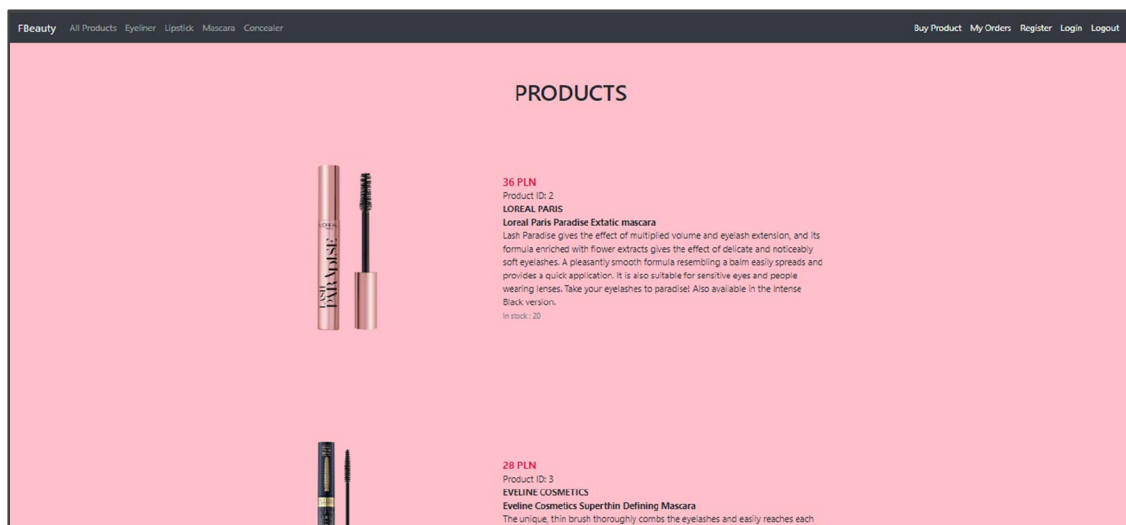 FBeauty All Products Eyeliner Lipstick Mascara Concealer Buy Product My Orders Register Login Logout
PRODUCTS
36 PLN
Product ID: 2
LOREAL PARIS
Loreal Paris Paradise Extatic mascara
Lash Paradise gives the effect of multiplied volume and eyelash extension, and its
formula enriched with flower extracts gives the effect of delicate and noticeably
soft eyelashes. A pleasantly smooth formula resembling a balm easily spreads and
provides a quick application. It is also suitable for sensitive eyes and people
wearing lenses. Take your eyelashes to paradise! Also available in the Intense
Black version.
In stock : 20
LOREAL
LASH
PARADISE
28 PLN
Product ID: 3
EVELINE COSMETICS
Eveline Cosmetics Superthin Defining Mascara
The unique, thin brush thoroughly combs the eyelashes and easily reaches each